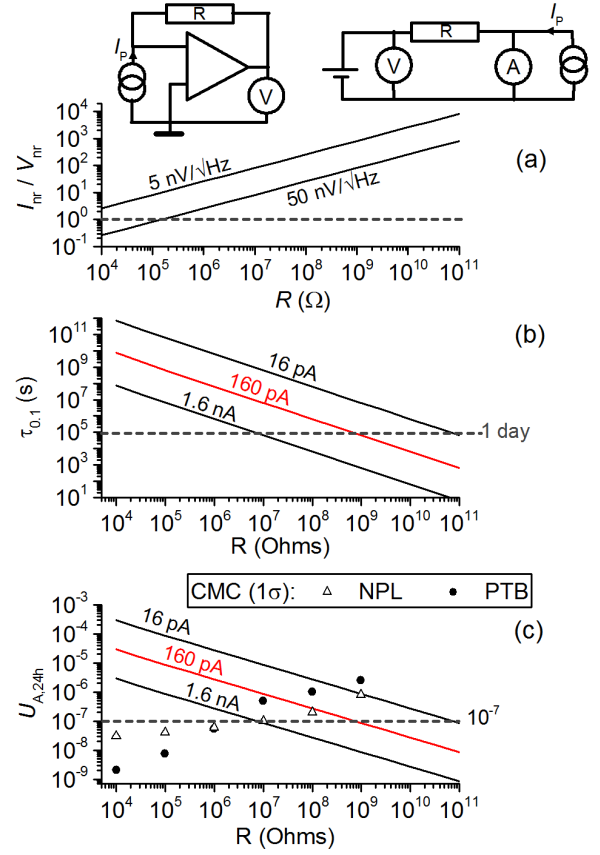 R
I_P
V
R
I_P
V
A
10^4
10^3
10^2
10^1
10^0
10^-1
I_nr / V_nr
5 nV/√Hz
50 nV/√Hz
(a)
10^4 10^5 10^6 10^7 10^8 10^9 10^10 10^11
R (Ω)
(b)
10^11
10^9
10^7
10^5
10^3
10^1
τ_0.1 (s)
16 pA
160 pA
1.6 nA
1 day
10^4 10^5 10^6 10^7 10^8 10^9 10^10 10^11
R (Ohms)
CMC (1σ): △ NPL ● PTB
10^-3
10^-4
10^-5
10^-6
10^-7
10^-8
10^-9
U_A,24h
16 pA
160 pA
1.6 nA
(c)
10^-7
10^4 10^5 10^6 10^7 10^8 10^9 10^10 10^11
R (Ohms)